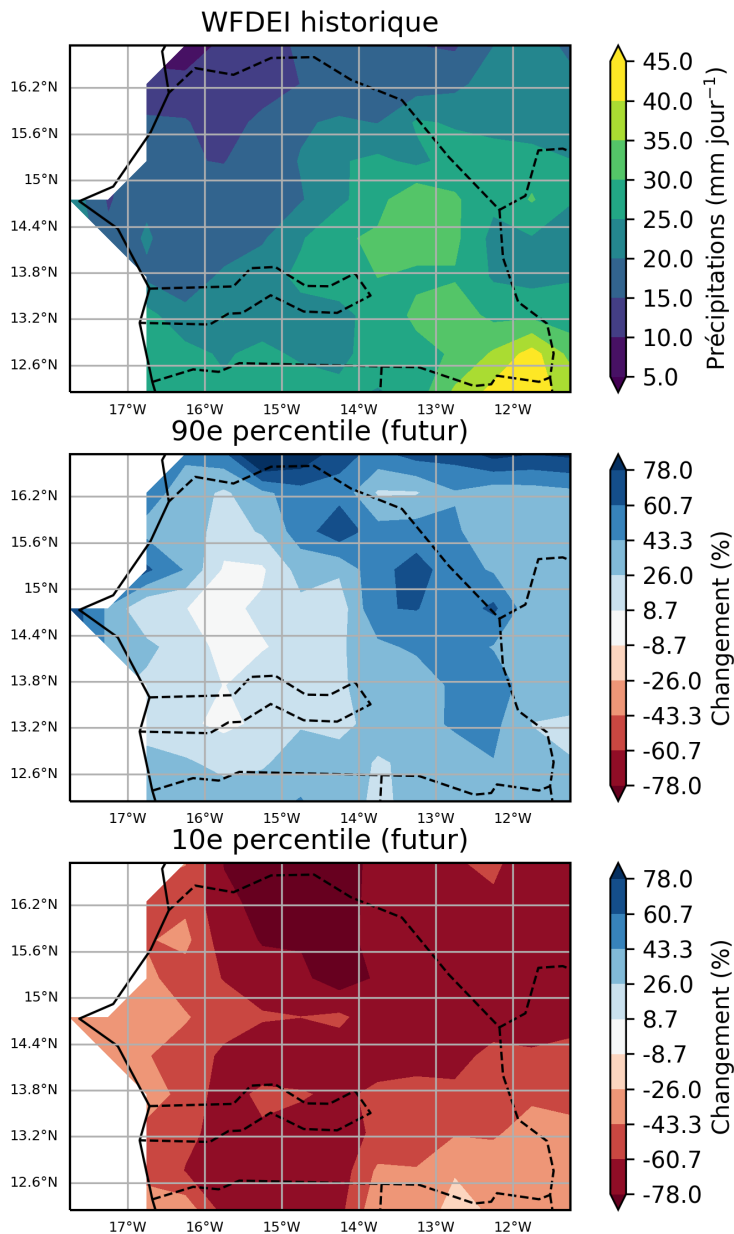 WFDEI historique
16.2°N
15.6°N
15°N
14.4°N
13.8°N
13.2°N
12.6°N
17°W 16°W 15°W 14°W 13°W 12°W
45.0
40.0
35.0
30.0
25.0
20.0
15.0
10.0
5.0
Précipitations (mm jour⁻¹)
90e percentile (futur)
16.2°N
15.6°N
15°N
14.4°N
13.8°N
13.2°N
12.6°N
17°W 16°W 15°W 14°W 13°W 12°W
78.0
60.7
43.3
26.0
8.7
-8.7
-26.0
-43.3
-60.7
-78.0
Changement (%)
10e percentile (futur)
16.2°N
15.6°N
15°N
14.4°N
13.8°N
13.2°N
12.6°N
17°W 16°W 15°W 14°W 13°W 12°W
78.0
60.7
43.3
26.0
8.7
-8.7
-26.0
-43.3
-60.7
-78.0
Changement (%)